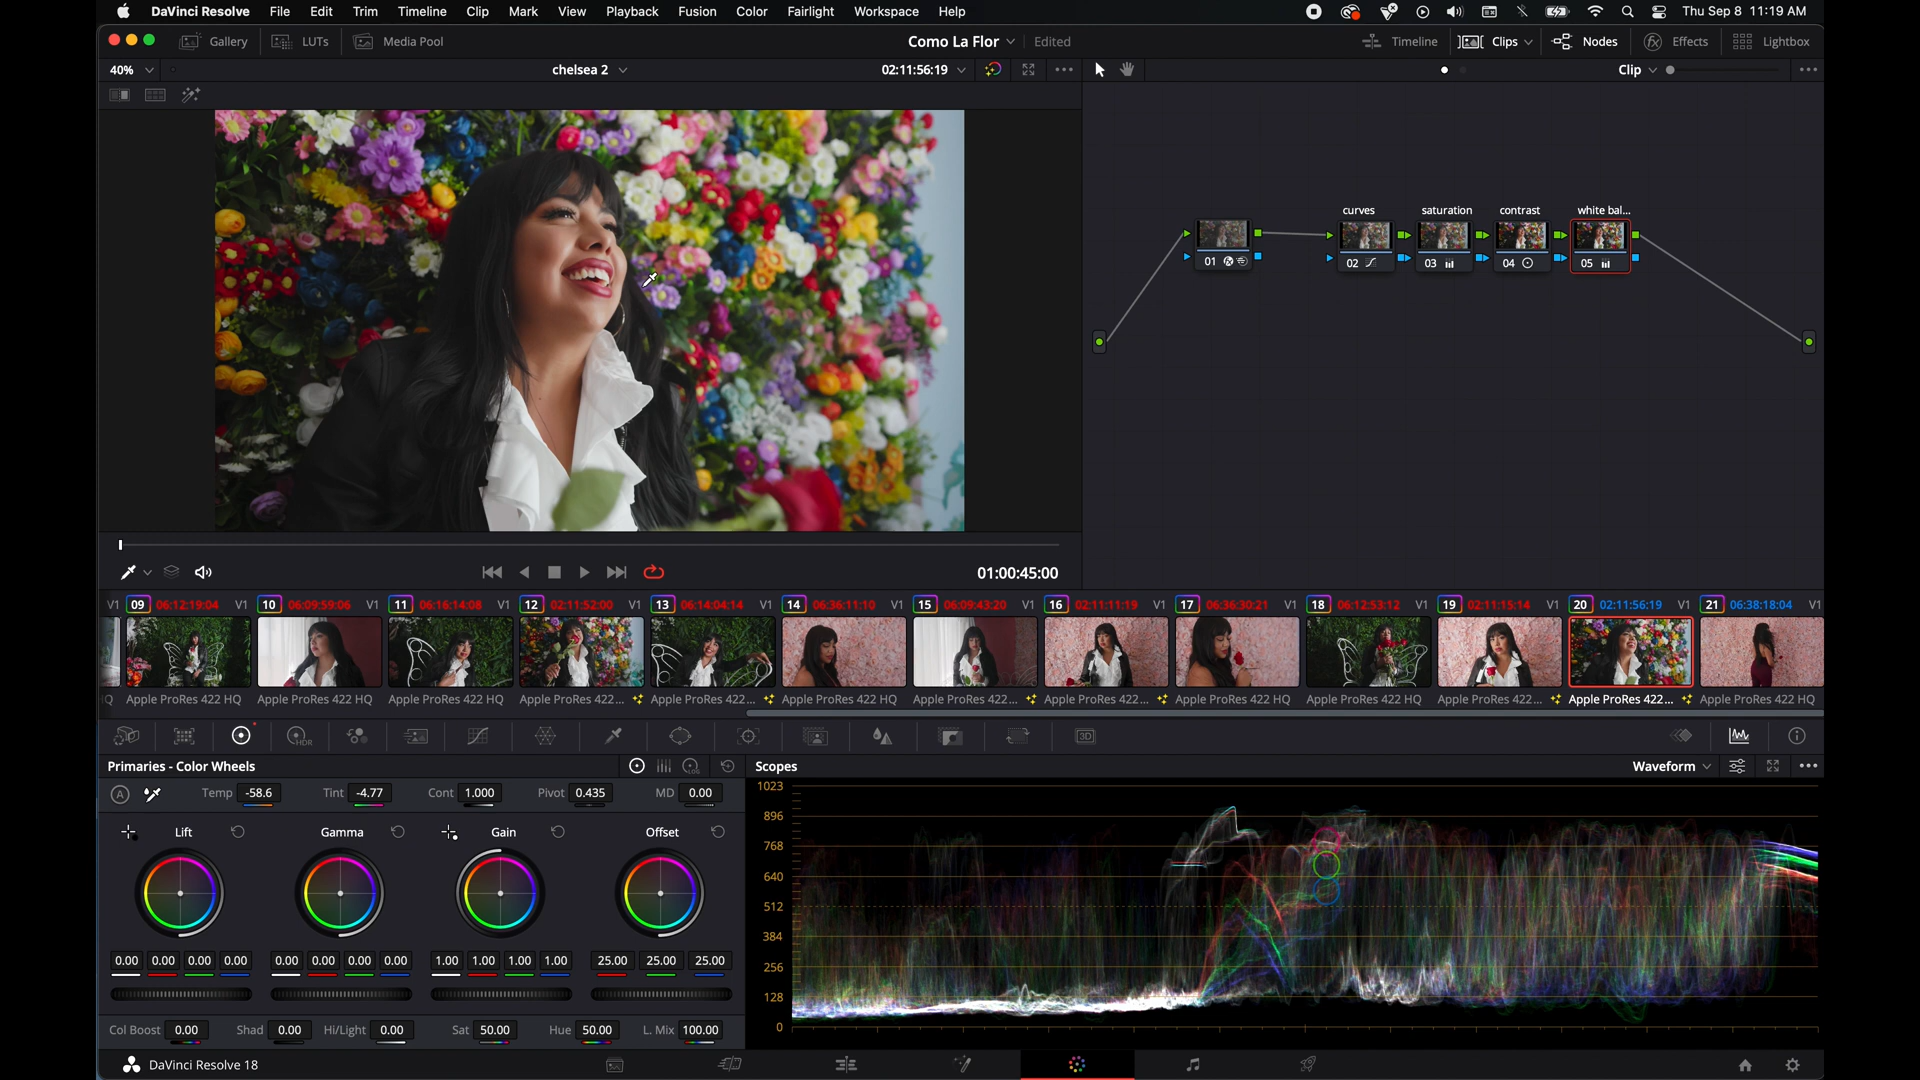 DaVinci Resolve File Edit Trim Timeline Clip Mark View Playback Fusion Color Fairlight Workspace Help Thu Sep 8 11:19 AM
Gallery LUTs Media Pool Como La Flor Edited Timeline Clips Nodes Effects Lightbox
40% chelsea 2 02:11:56:19 Clip
curves saturation contrast white bal...
01 02 03 04 05
01:00:45:00
V1 09 06:12:19:04 V1 10 06:09:59:06 V1 11 06:16:14:08 V1 12 02:11:52:00 V1 13 06:14:04:14 V1 14 06:36:11:10 V1 15 06:09:43:20 V1 16 02:11:11:19 V1 17 06:36:30:21 V1 18 06:12:53:12 V1 19 02:11:15:14 V1 20 02:11:56:19 V1 21 06:38:18:04 V1
Q Apple ProRes 422 HQ Apple ProRes 422 HQ Apple ProRes 422 HQ Apple ProRes 422... Apple ProRes 422... Apple ProRes 422 HQ Apple ProRes 422... Apple ProRes 422... Apple ProRes 422 HQ Apple ProRes 422 HQ Apple ProRes 422... Apple ProRes 422... Apple ProRes 422 HQ
HDR 3D
Primaries - Color Wheels Scopes Waveform
A Temp -58.6 Tint -4.77 Cont 1.000 Pivot 0.435 MD 0.00
Lift Gamma Gain Offset
0.00 0.00 0.00 0.00 0.00 0.00 0.00 0.00 1.00 1.00 1.00 1.00 25.00 25.00 25.00
Col Boost 0.00 Shad 0.00 Hi/Light 0.00 Sat 50.00 Hue 50.00 L. Mix 100.00
1023
896
768
640
512
384
256
128
0
DaVinci Resolve 18